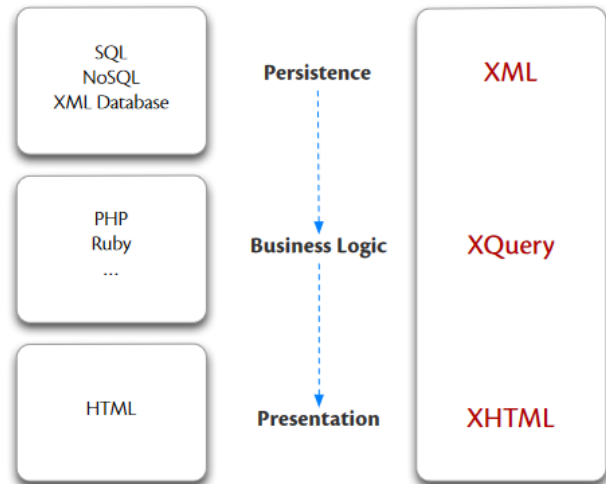 SQL
NoSQL
XML Database
Persistence
XML
PHP
Ruby
...
Business Logic
XQuery
HTML
Presentation
XHTML